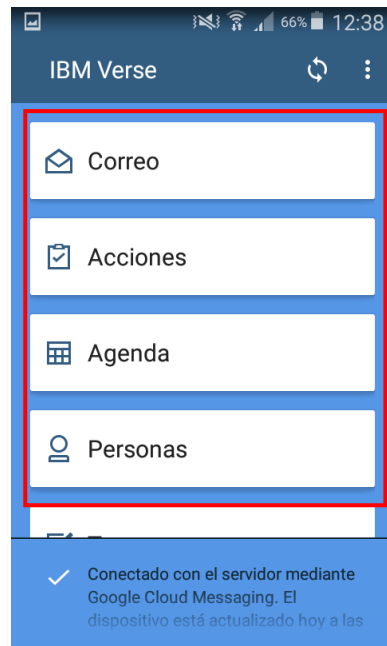 66% 12:38
IBM Verse
Correo
Acciones
Agenda
Personas
Conectado con el servidor mediante
Google Cloud Messaging. El
dispositivo está actualizado hoy a las